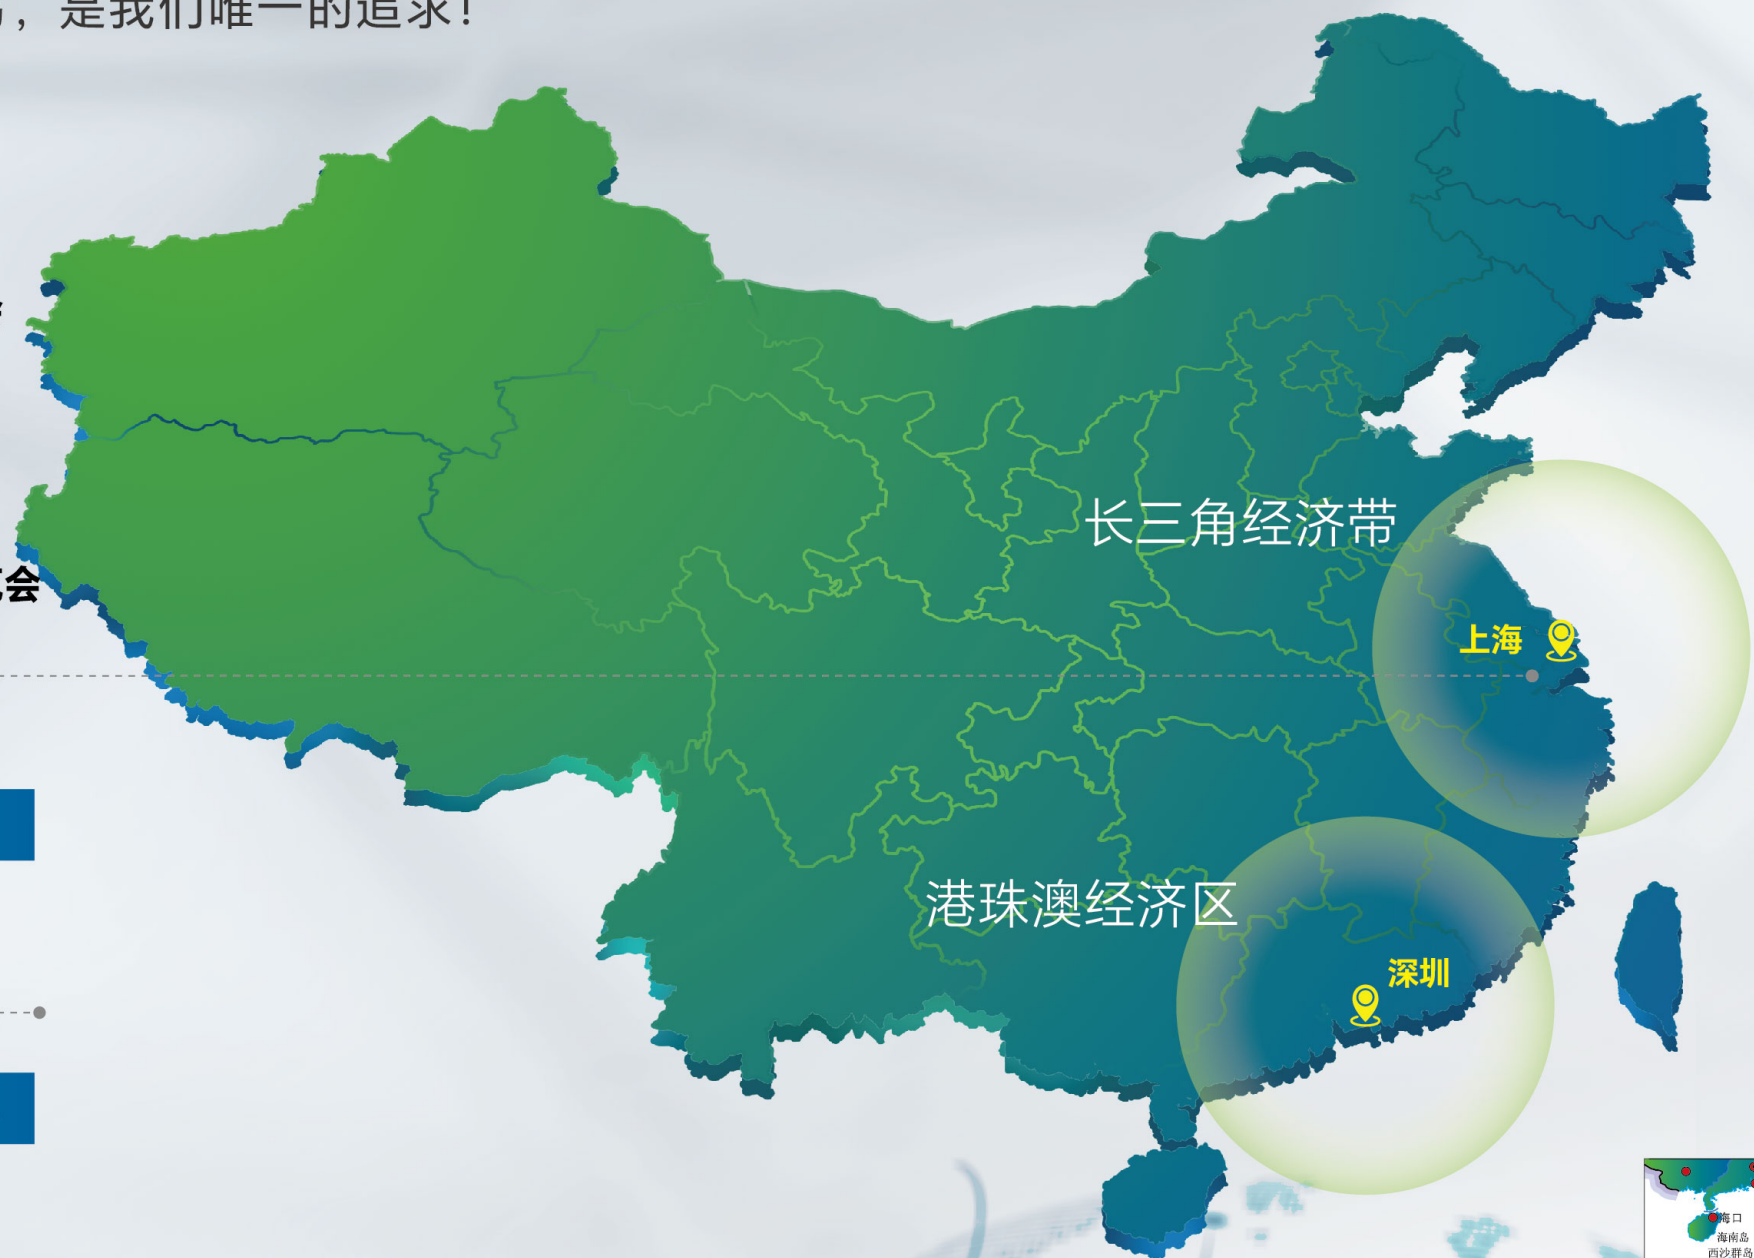 ，是我们唯一的追求！
长三角经济带
会
上海
港珠澳经济区
深圳
海口
海南岛
西沙群岛